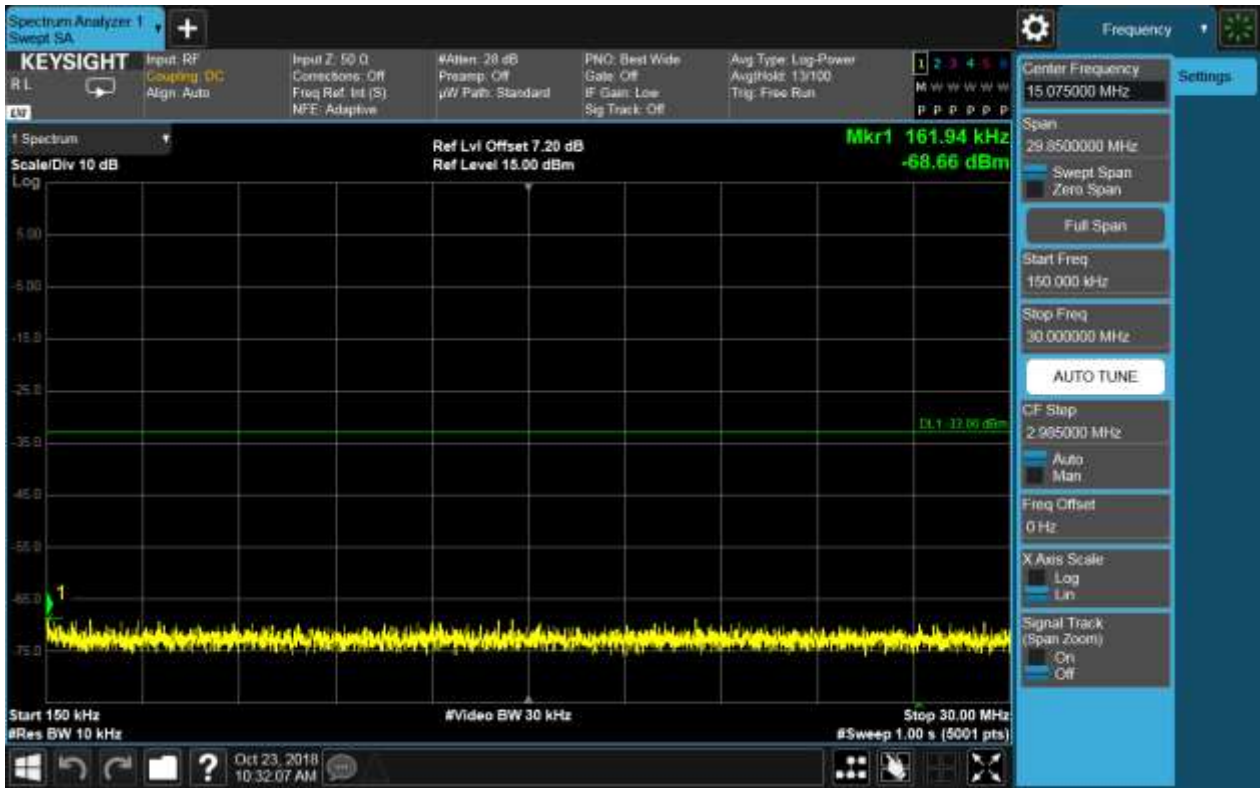 Spectrum Analyzer 1
Swept SA
+
Frequency
KEYSIGHT
R L
Input: RF
Coupling: DC
Align: Auto
Input Z: 50 Ω
Corrections: Off
Freq Ref: Int (S)
NFE: Adaptive
#Atten: 28 dB
Preamp: Off
µW Path: Standard
PNO: Best Wide
Gate: Off
IF Gain: Low
Sig Track: Off
Avg Type: Log-Power
Avg|Hold: 13/100
Trig: Free Run
1 2 3 4 5 6
M W W W W W
P P P P P P
1 Spectrum
Scale/Div 10 dB
Ref Lvl Offset 7.20 dB
Ref Level 15.00 dBm
Mkr1 161.94 kHz
-68.66 dBm
Log
5.00
-5.00
-15.0
-25.0
DL1 -33.00 dBm
-35.0
-45.0
-55.0
-65.0
1
-75.0
Start 150 kHz
#Video BW 30 kHz
Stop 30.00 MHz
#Res BW 10 kHz
#Sweep 1.00 s (5001 pts)
?
Oct 23, 2018
10:32:07 AM
Center Frequency
15.075000 MHz
Settings
Span
29.8500000 MHz
Swept Span
Zero Span
Full Span
Start Freq
150.000 kHz
Stop Freq
30.000000 MHz
AUTO TUNE
CF Step
2.985000 MHz
Auto
Man
Freq Offset
0 Hz
X Axis Scale
Log
Lin
Signal Track
(Span Zoom)
On
Off